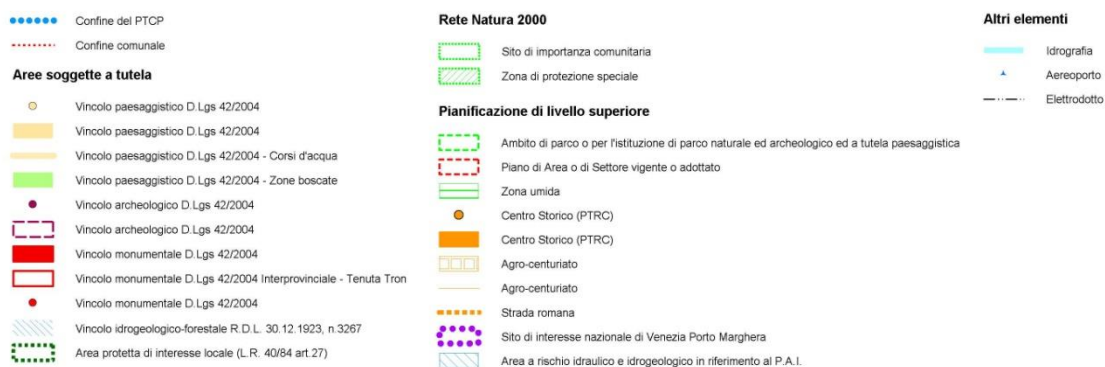 Confine del PTCP
Confine comunale
Aree soggette a tutela
Vincolo paesaggistico D.Lgs 42/2004
Vincolo paesaggistico D.Lgs 42/2004
Vincolo paesaggistico D.Lgs 42/2004 - Corsi d'acqua
Vincolo paesaggistico D.Lgs 42/2004 - Zone boscate
Vincolo archeologico D.Lgs 42/2004
Vincolo archeologico D.Lgs 42/2004
Vincolo monumentale D.Lgs 42/2004
Vincolo monumentale D.Lgs 42/2004 Interprovinciale - Tenuta Tron
Vincolo monumentale D.Lgs 42/2004
Vincolo idrogeologico-forestale R.D.L. 30.12.1923, n.3267
Area protetta di interesse locale (L.R. 40/84 art.27)
Rete Natura 2000
Sito di importanza comunitaria
Zona di protezione speciale
Pianificazione di livello superiore
Ambito di parco o per l'istituzione di parco naturale ed archeologico ed a tutela paesaggistica
Piano di Area o di Settore vigente o adottato
Zona umida
Centro Storico (PTRC)
Centro Storico (PTRC)
Agro-centuriato
Agro-centuriato
Strada romana
Sito di interesse nazionale di Venezia Porto Marghera
Area a rischio idraulico e idrogeologico in riferimento al P.A.I.
Altri elementi
Idrografia
Aereoporto
Elettrodotto